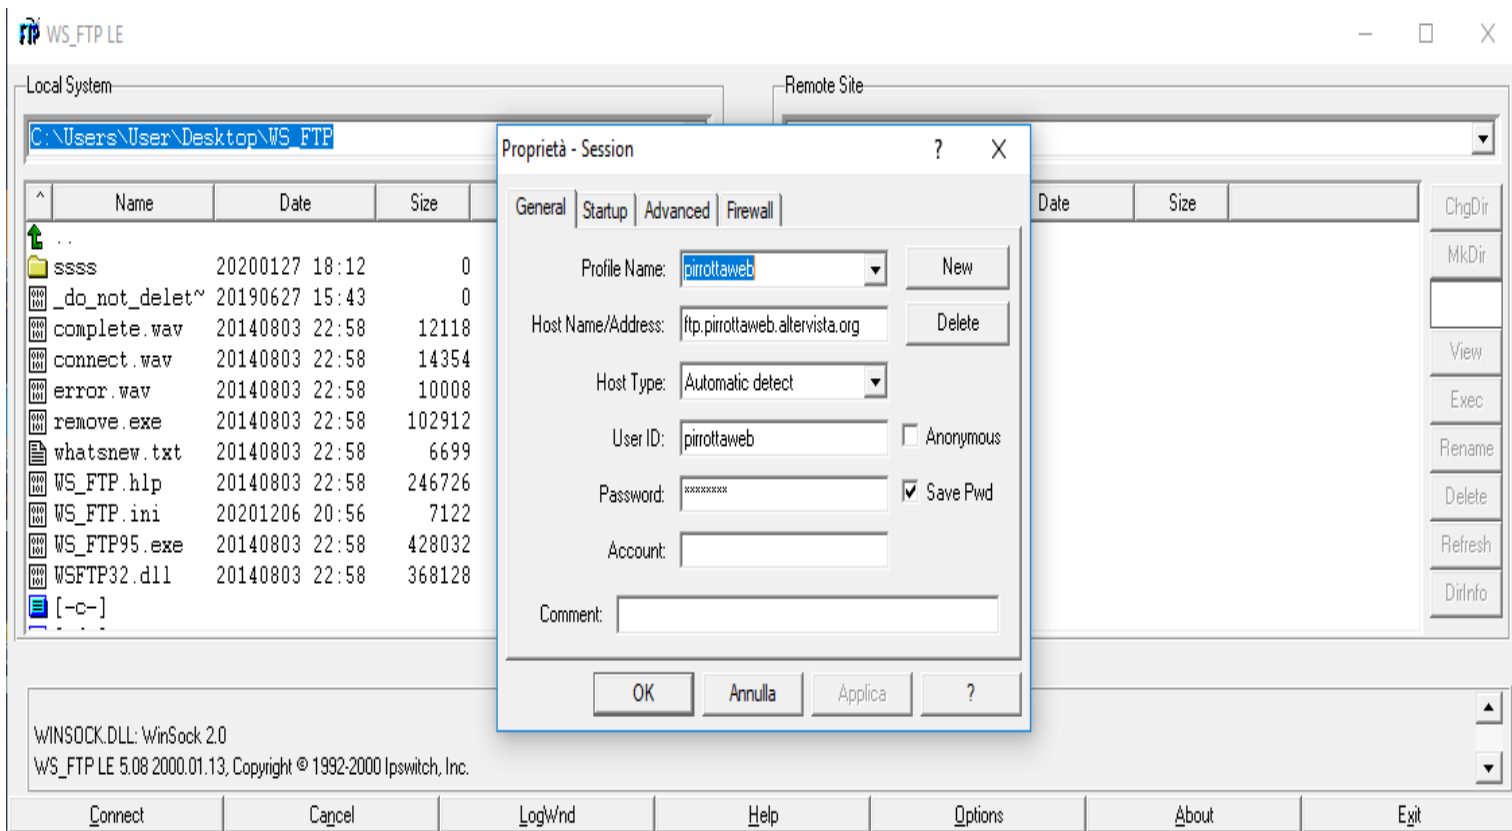 WS_FTP LE
Local System
Remote Site
C:\Users\User\Desktop\WS_FTP
^ Name Date Size
Date Size
..
ssss 20200127 18:12 0
_do_not_delet~ 20190627 15:43 0
complete.wav 20140803 22:58 12118
connect.wav 20140803 22:58 14354
error.wav 20140803 22:58 10008
remove.exe 20140803 22:58 102912
whatsnew.txt 20140803 22:58 6699
WS_FTP.hlp 20140803 22:58 246726
WS_FTP.ini 20201206 20:56 7122
WS_FTP95.exe 20140803 22:58 428032
WSFTP32.dll 20140803 22:58 368128
[-c-]
Proprietà - Session ? X
General Startup Advanced Firewall
Profile Name: pirrottaweb New
Host Name/Address: ftp.pirrottaweb.altervista.org Delete
Host Type: Automatic detect
User ID: pirrottaweb Anonymous
Password: ******** Save Pwd
Account:
Comment:
OK Annulla Applica ?
ChgDir
MkDir
View
Exec
Rename
Delete
Refresh
DirInfo
WINSOCK.DLL: WinSock 2.0
WS_FTP LE 5.08 2000.01.13, Copyright © 1992-2000 Ipswitch, Inc.
Connect Cancel LogWnd Help Options About Exit